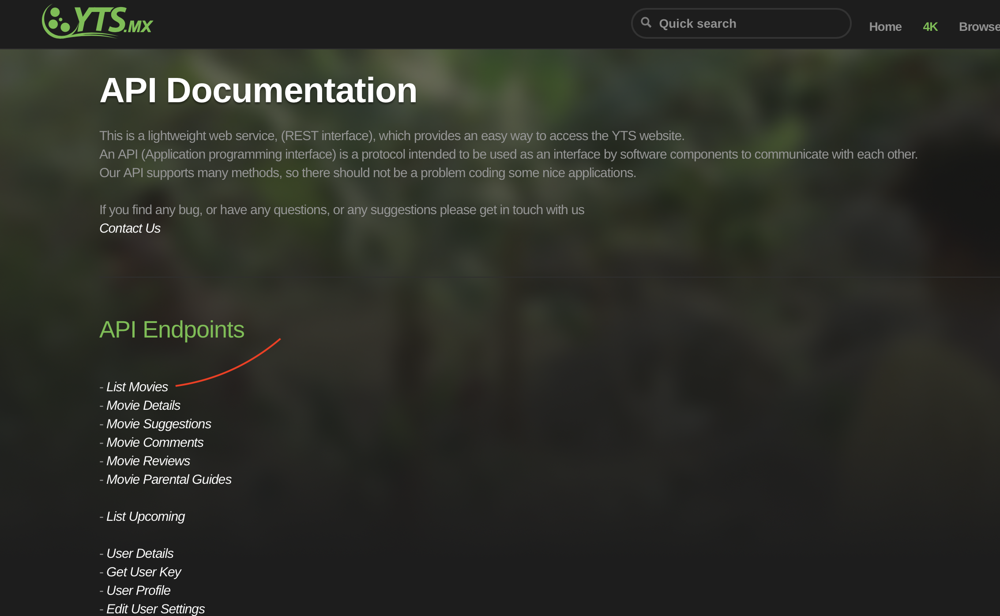 YTS.MX
Quick search
Home 4K Browse
API Documentation
This is a lightweight web service, (REST interface), which provides an easy way to access the YTS website.
An API (Application programming interface) is a protocol intended to be used as an interface by software components to communicate with each other.
Our API supports many methods, so there should not be a problem coding some nice applications.
If you find any bug, or have any questions, or any suggestions please get in touch with us
Contact Us
API Endpoints
- List Movies
- Movie Details
- Movie Suggestions
- Movie Comments
- Movie Reviews
- Movie Parental Guides
- List Upcoming
- User Details
- Get User Key
- User Profile
- Edit User Settings